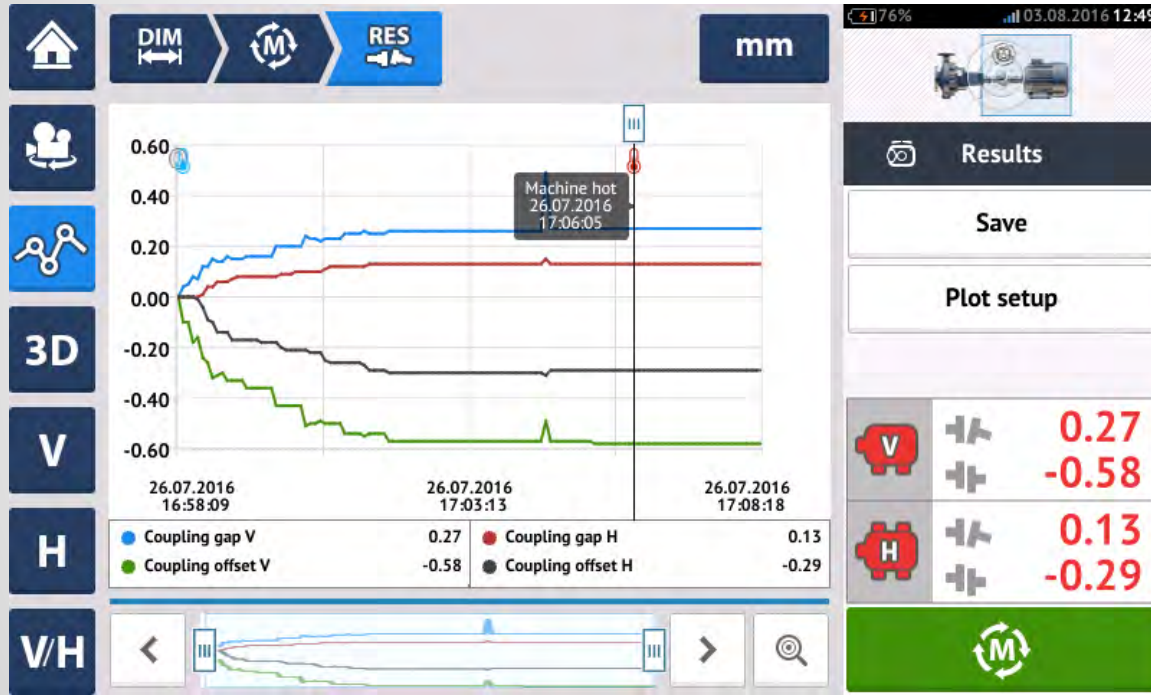 DIM
M
RES
mm
76%
03.08.2016 12:49
Results
Save
Plot setup
0.60
0.40
0.20
0.00
-0.20
-0.40
-0.60
Machine hot
26.07.2016
17:06:05
26.07.2016
16:58:09
26.07.2016
17:03:13
26.07.2016
17:08:18
Coupling gap V 0.27
Coupling gap H 0.13
Coupling offset V -0.58
Coupling offset H -0.29
3D
V
H
V/H
V
0.27
-0.58
H
0.13
-0.29
M